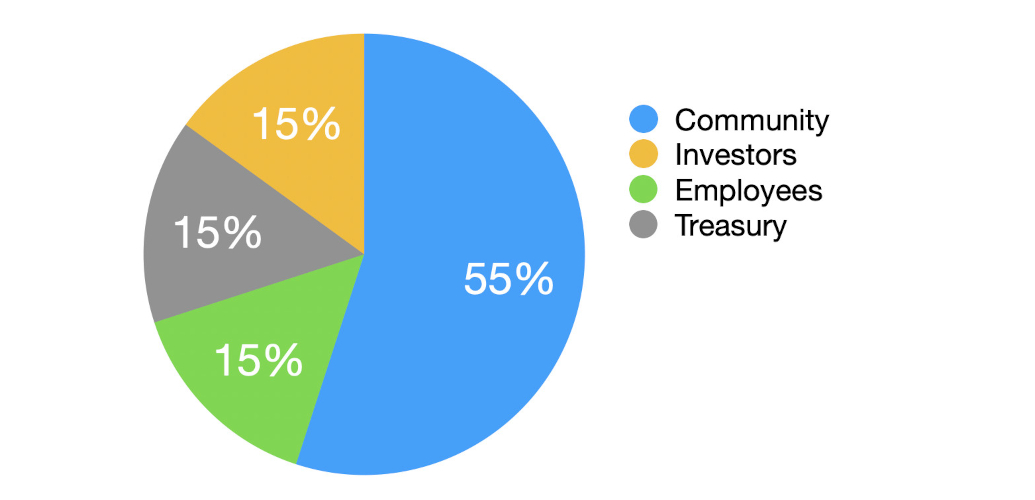 15%
15%
55%
15%
Community
Investors
Employees
Treasury